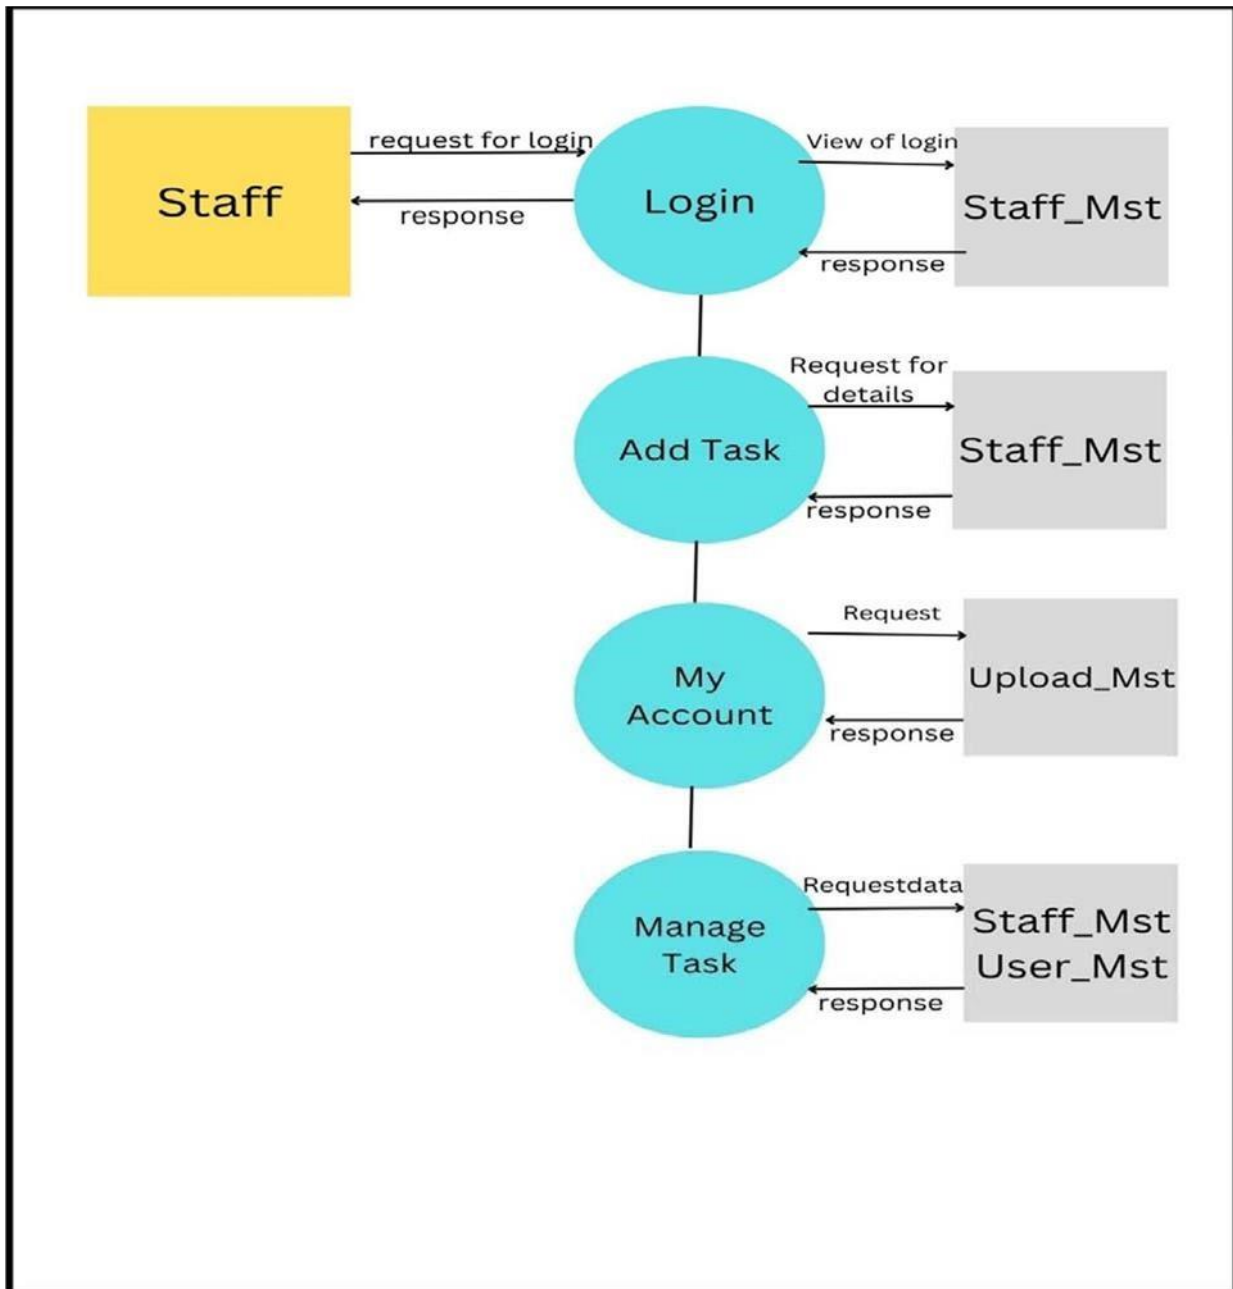 Staff
request for login
response
Login
View of login
response
Staff_Mst
Add Task
Request for
details
response
Staff_Mst
My
Account
Request
response
Upload_Mst
Manage
Task
Requestdata
response
Staff_Mst
User_Mst